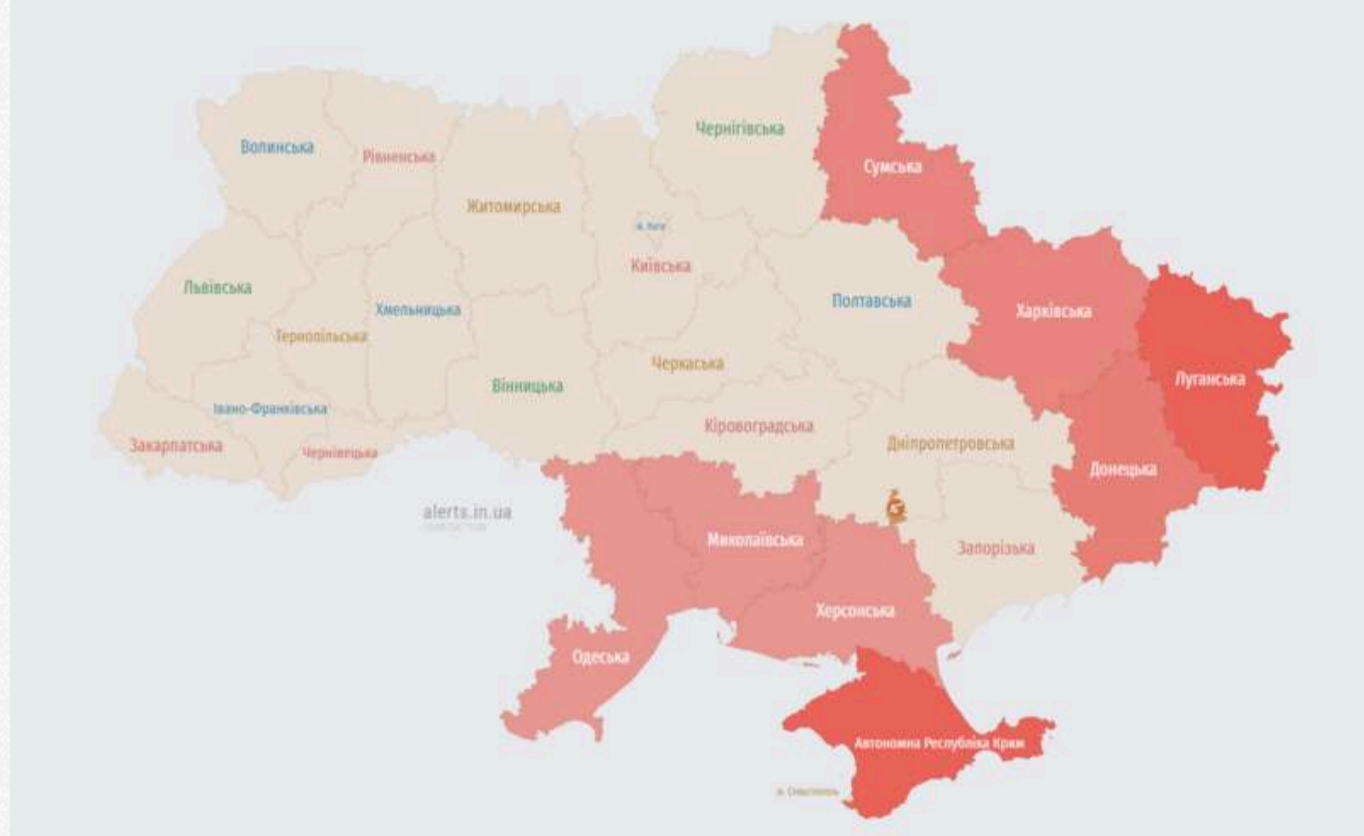 Чернігівська
Волинська
Рівненська
Сумська
Житомирська
м. Київ
Київська
Львівська
Хмельницька
Полтавська
Харківська
Тернопільська
Черкаська
Луганська
Вінницька
Івано-Франківська
Кіровоградська
Закарпатська
Чернівецька
Дніпропетровська
Донецька
alerts.in.ua
Миколаївська
Запорізька
Херсонська
Одеська
Автономна Республіка Крим
м. Севастополь